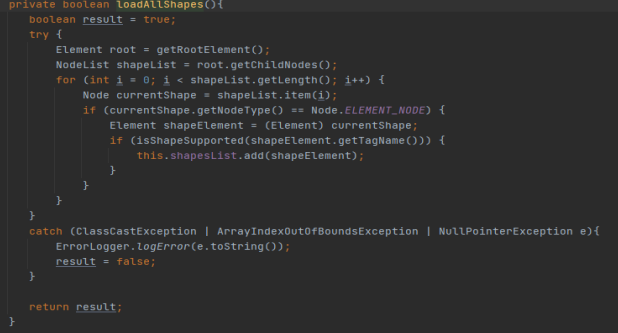 private boolean loadAllShapes(){
    boolean result = true;
    try {
        Element root = getRootElement();
        NodeList shapeList = root.getChildNodes();
        for (int i = 0; i < shapeList.getLength(); i++) {
            Node currentShape = shapeList.item(i);
            if (currentShape.getNodeType() == Node.ELEMENT_NODE) {
                Element shapeElement = (Element) currentShape;
                if (isShapeSupported(shapeElement.getTagName())) {
                    this.shapesList.add(shapeElement);
                }
            }
        }
    }
    catch (ClassCastException | ArrayIndexOutOfBoundsException | NullPointerException e){
        ErrorLogger.logError(e.toString());
        result = false;
    }

    return result;
}